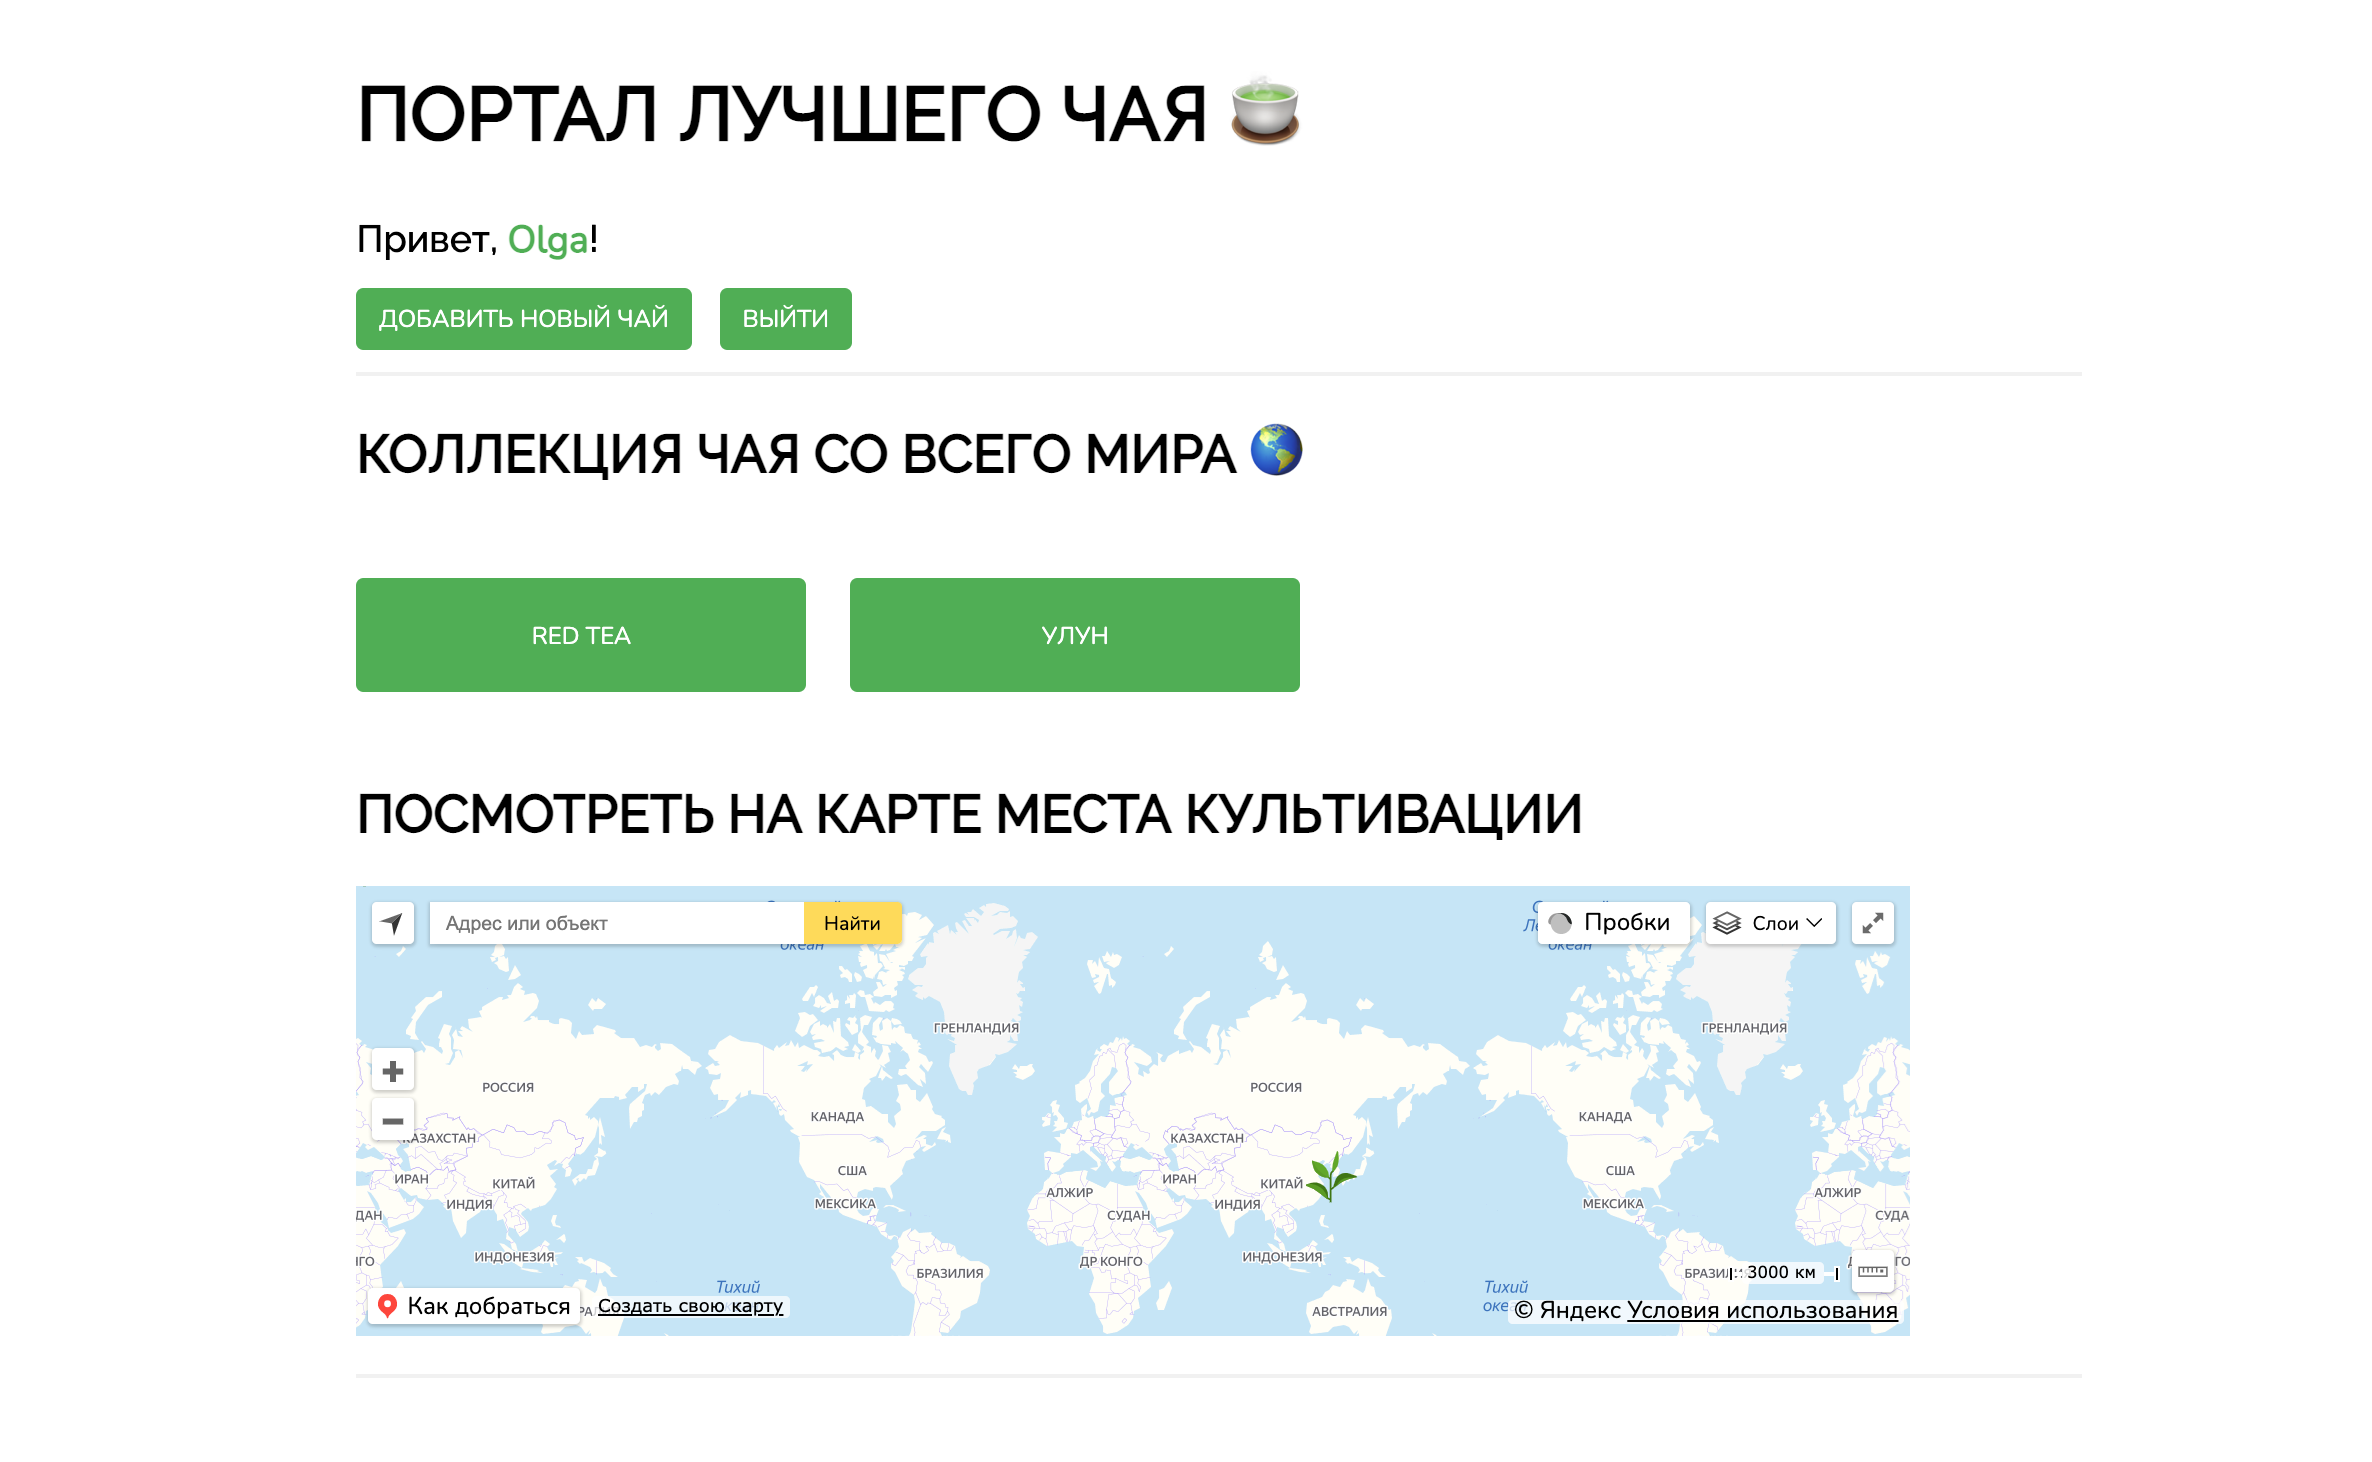 ПОРТАЛ ЛУЧШЕГО ЧАЯ
Привет, Olga!
ДОБАВИТЬ НОВЫЙ ЧАЙ
ВЫЙТИ
КОЛЛЕКЦИЯ ЧАЯ СО ВСЕГО МИРА
RED TEA
УЛУН
ПОСМОТРЕТЬ НА КАРТЕ МЕСТА КУЛЬТИВАЦИИ
Адрес или объект
Найти
Пробки
Слои
океан
океан
ГРЕНЛАНДИЯ
ГРЕНЛАНДИЯ
РОССИЯ
РОССИЯ
КАНАДА
КАНАДА
КАЗАХСТАН
КАЗАХСТАН
США
США
ИРАН
КИТАЙ
ИРАН
КИТАЙ
АЛЖИР
АЛЖИР
ИНДИЯ
МЕКСИКА
ИНДИЯ
МЕКСИКА
СУДАН
ИНДОНЕЗИЯ
ДР КОНГО
ИНДОНЕЗИЯ
БРАЗИЛИЯ
3000 км
Тихий
Тихий
Как добраться
Создать свою карту
АВСТРАЛИЯ
© Яндекс Условия использования